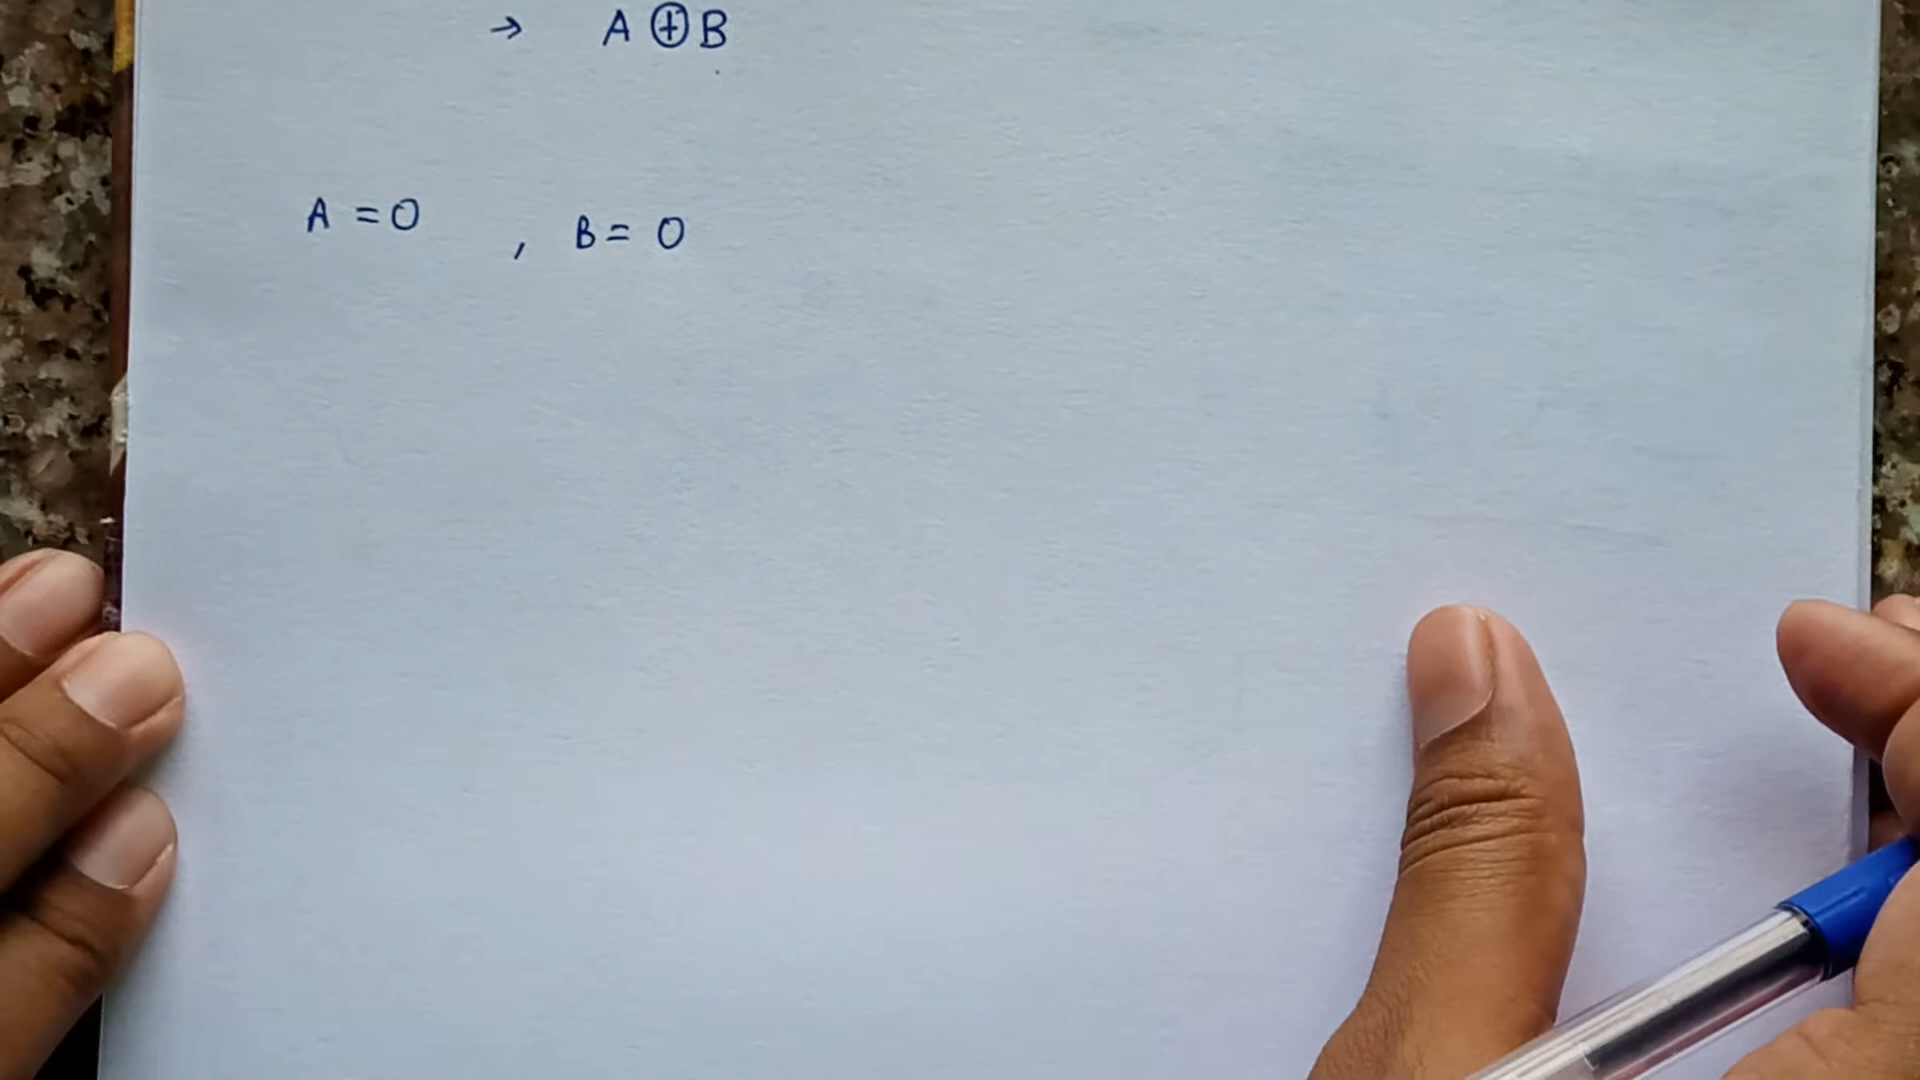 → A ⊕ B
A = 0 , B = 0